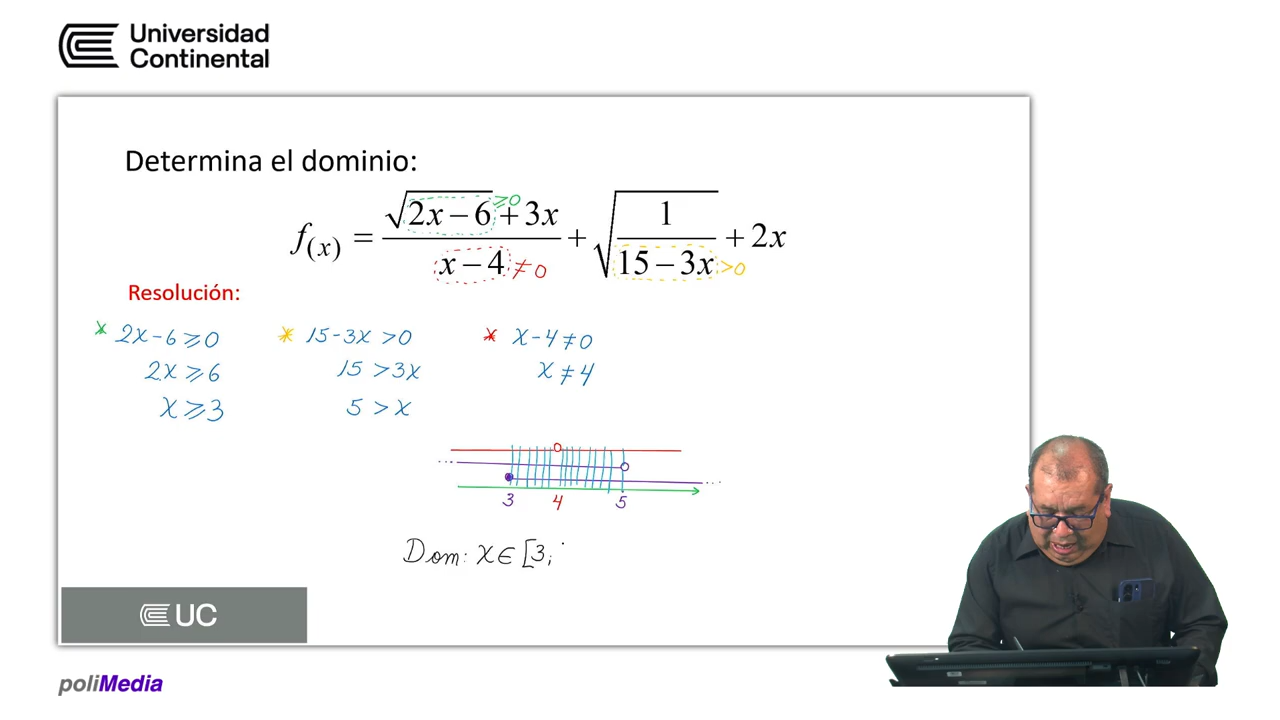 Universidad
Continental
Determina el dominio:
f(x) = (√(2x − 6) + 3x)/(x − 4) + √(1/(15 − 3x)) + 2x
≥0
≠0
>0
Resolución:
* 2x-6≥0 * 15-3x >0 * x-4≠0
2x ≥6 15 >3x x ≠4
x ≥3 5 > x
3 4 5
Dom: x ∈ [3;
UC
poliMedia